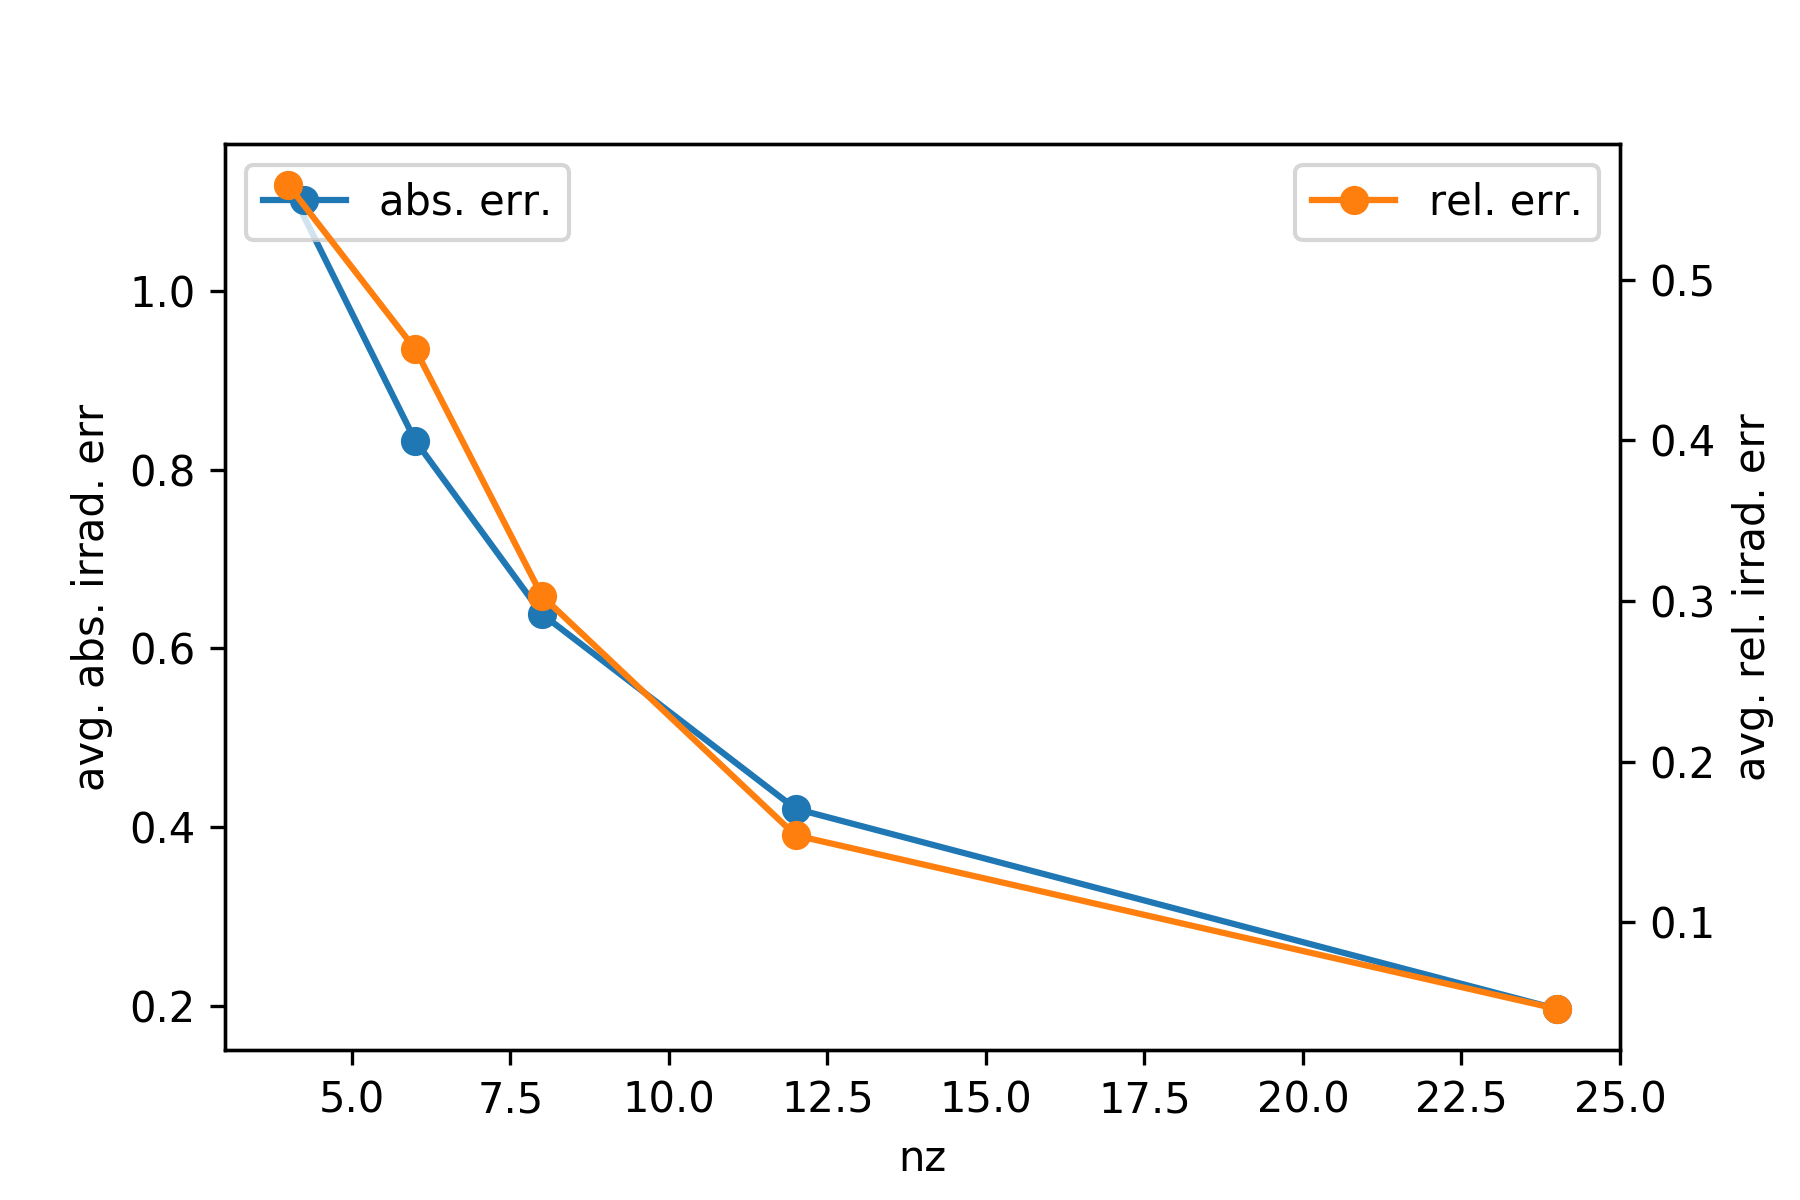 abs. err.
rel. err.
1.0
0.8
0.6
0.4
0.2
avg. abs. irrad. err
0.5
0.4
0.3
0.2
0.1
avg. rel. irrad. err
5.0 7.5 10.0 12.5 15.0 17.5 20.0 22.5 25.0
nz